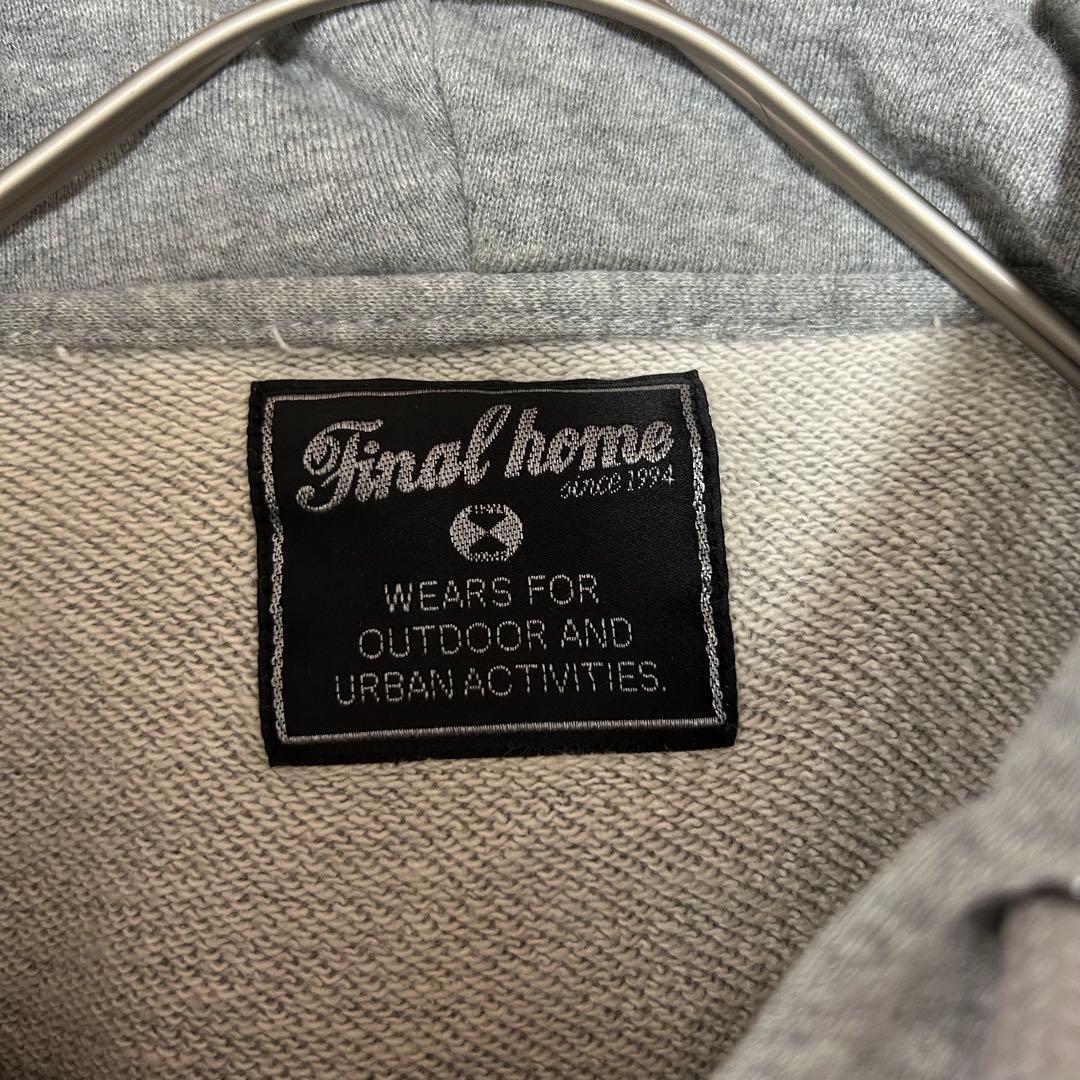 Final home
since 1994
WEARS FOR
OUTDOOR AND
URBAN ACTIVITIES.